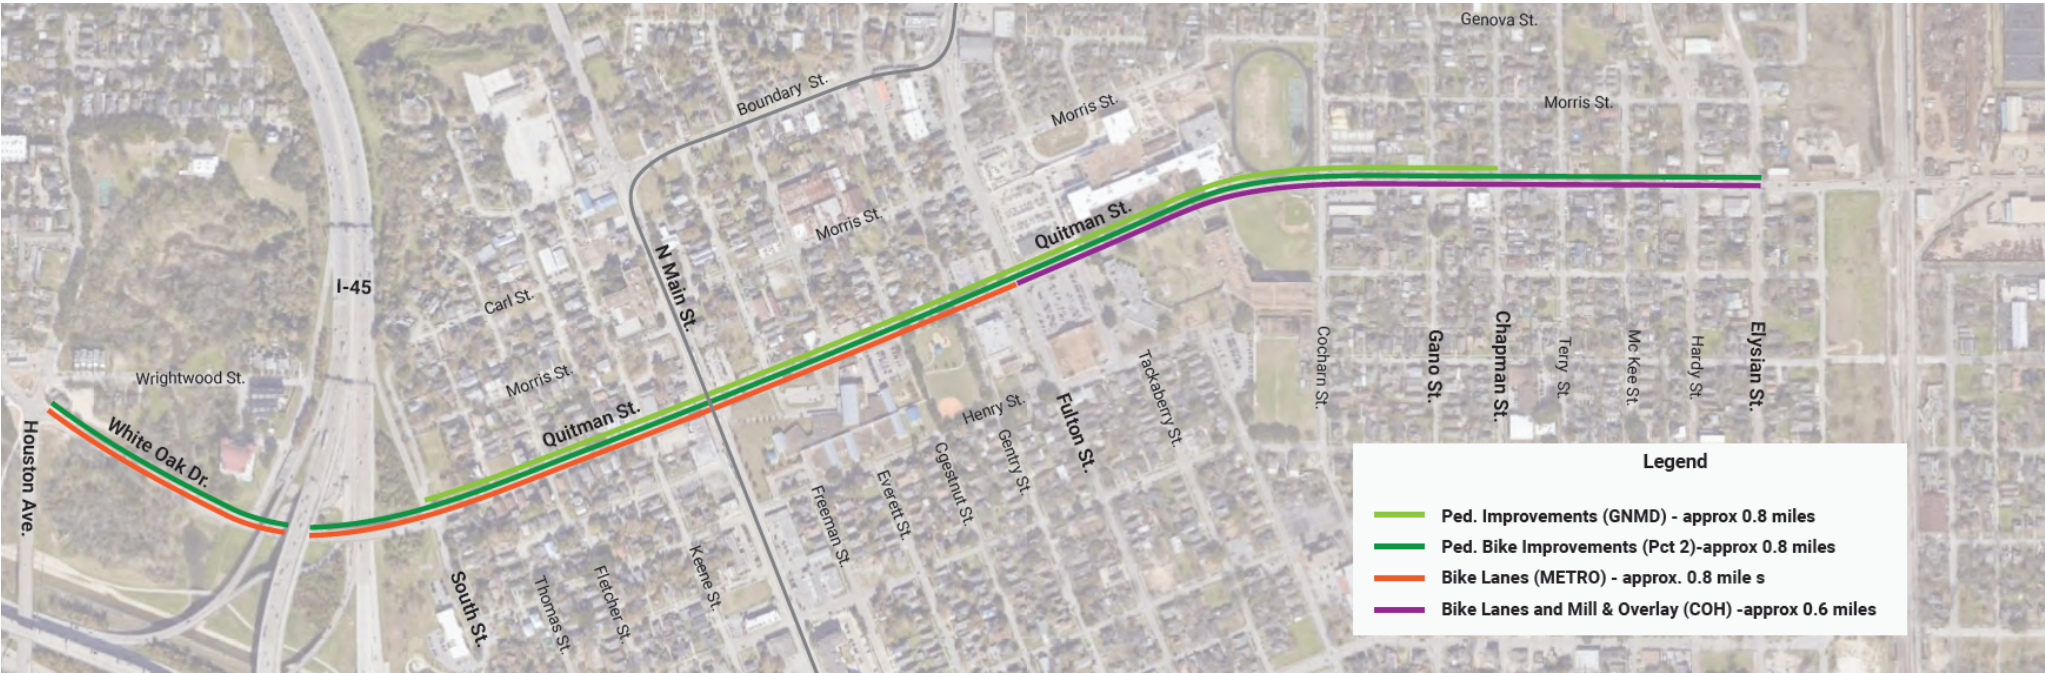 Genova St.
Boundary St.
Morris St.
Morris St.
Morris St.
Quitman St.
N Main St.
I-45
Carl St.
Wrightwood St.
Morris St.
Quitman St.
White Oak Dr.
Houston Ave.
Henry St.
Cocharn St.
Gano St.
Chapman St.
Terry St.
Mc Kee St.
Hardy St.
Elysian St.
Tackaberry St.
Fulton St.
Gentry St.
Cgestnut St.
Everett St.
Freeman St.
Keene St.
Fletcher St.
Thomas St.
South St.
Legend
Ped. Improvements (GNMD) - approx 0.8 miles
Ped. Bike Improvements (Pct 2)-approx 0.8 miles
Bike Lanes (METRO) - approx. 0.8 mile s
Bike Lanes and Mill & Overlay (COH) -approx 0.6 miles